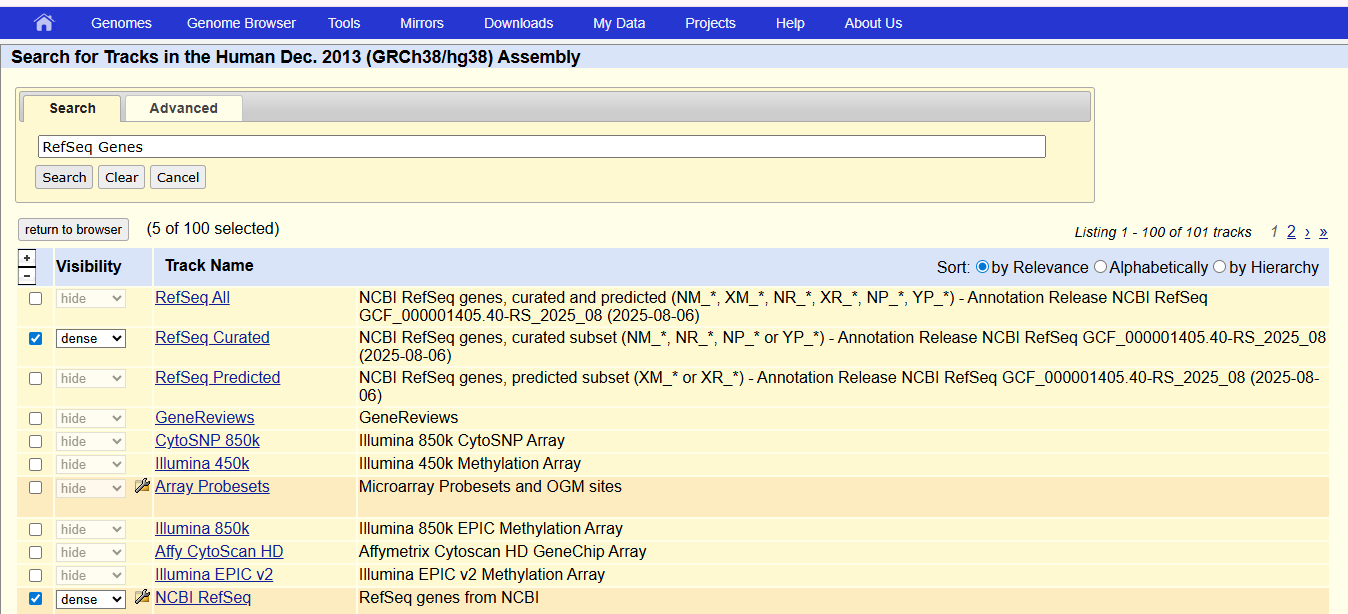 Genomes Genome Browser Tools Mirrors Downloads My Data Projects Help About Us
Search for Tracks in the Human Dec. 2013 (GRCh38/hg38) Assembly
Search Advanced
RefSeq Genes
Search Clear Cancel
return to browser (5 of 100 selected) Listing 1 - 100 of 101 tracks 1 2 › »
+
-
Visibility Track Name Sort: by Relevance Alphabetically by Hierarchy
hide RefSeq All NCBI RefSeq genes, curated and predicted (NM_*, XM_*, NR_*, XR_*, NP_*, YP_*) - Annotation Release NCBI RefSeq
GCF_000001405.40-RS_2025_08 (2025-08-06)
dense RefSeq Curated NCBI RefSeq genes, curated subset (NM_*, NR_*, NP_* or YP_*) - Annotation Release NCBI RefSeq GCF_000001405.40-RS_2025_08
(2025-08-06)
hide RefSeq Predicted NCBI RefSeq genes, predicted subset (XM_* or XR_*) - Annotation Release NCBI RefSeq GCF_000001405.40-RS_2025_08 (2025-08-
06)
hide GeneReviews GeneReviews
hide CytoSNP 850k Illumina 850k CytoSNP Array
hide Illumina 450k Illumina 450k Methylation Array
hide Array Probesets Microarray Probesets and OGM sites
hide Illumina 850k Illumina 850k EPIC Methylation Array
hide Affy CytoScan HD Affymetrix Cytoscan HD GeneChip Array
hide Illumina EPIC v2 Illumina EPIC v2 Methylation Array
dense NCBI RefSeq RefSeq genes from NCBI